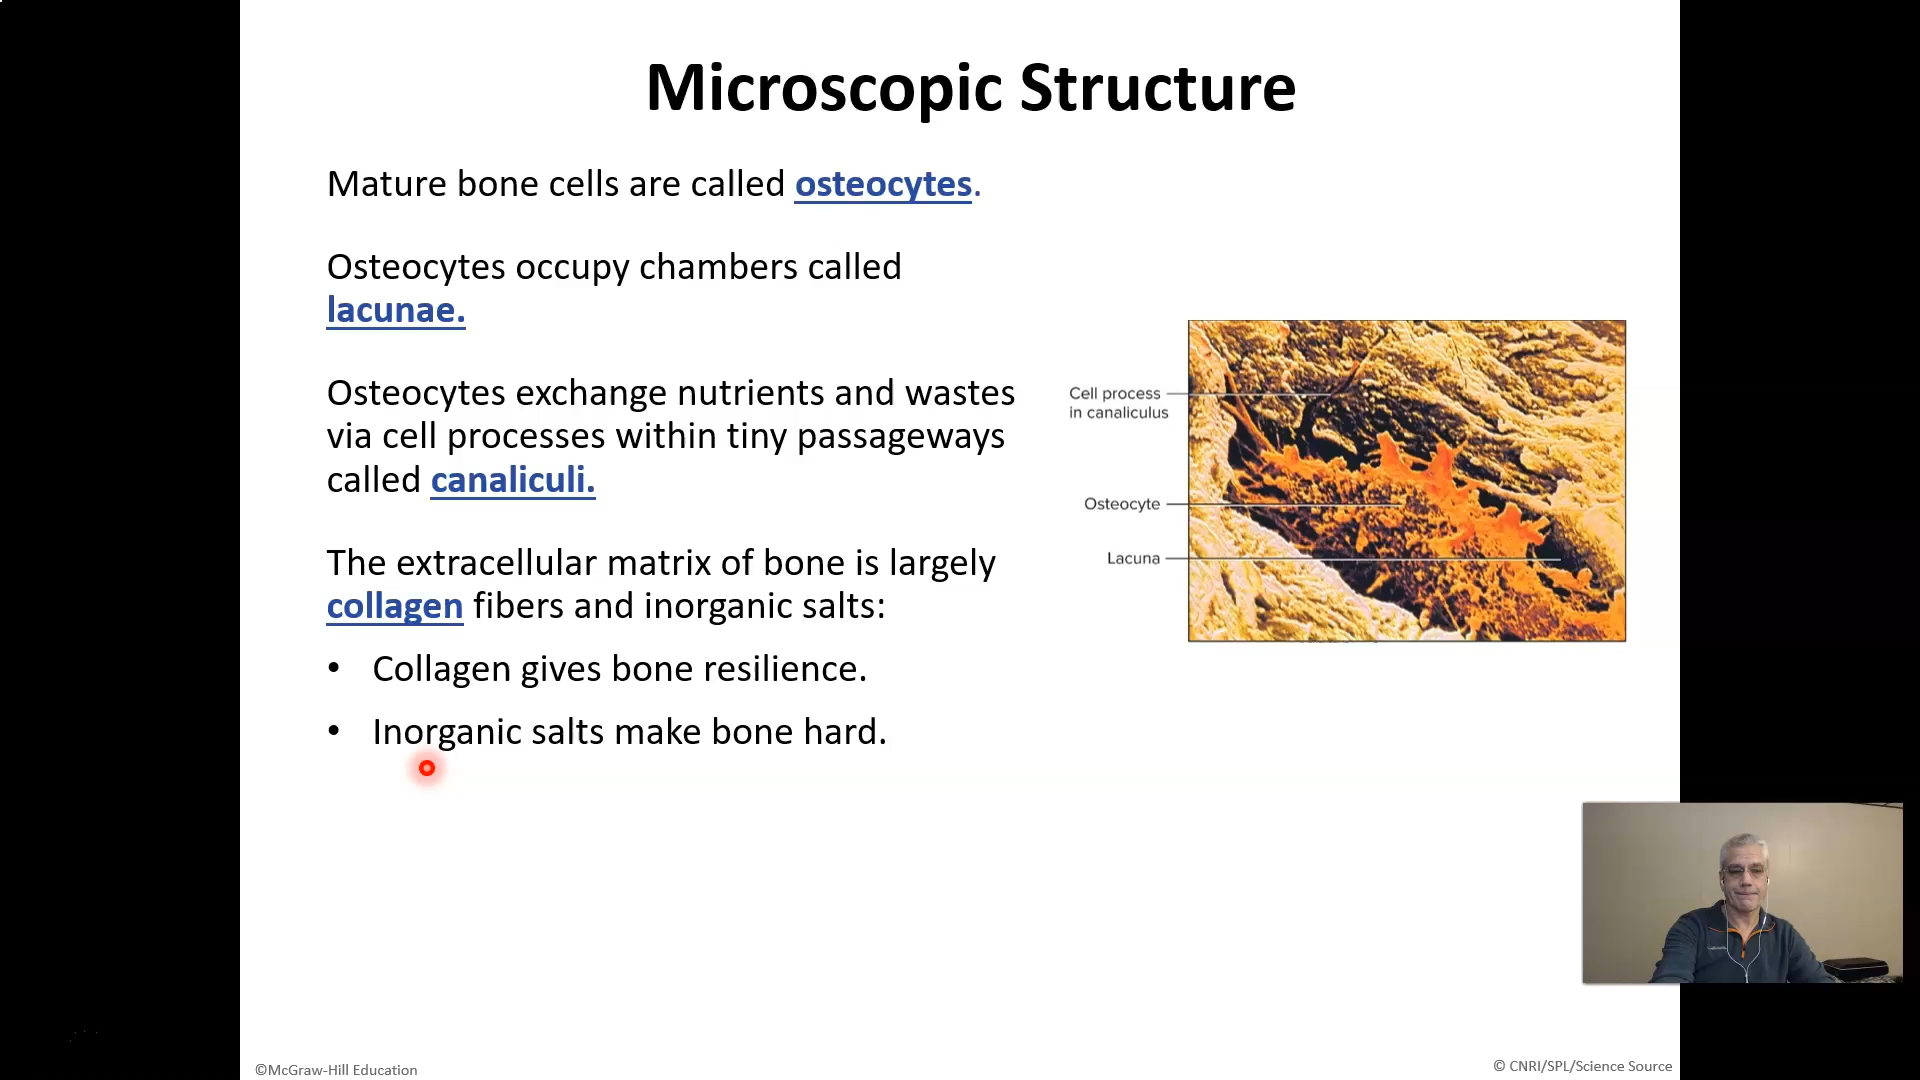 Microscopic Structure
Mature bone cells are called osteocytes.
Osteocytes occupy chambers called
lacunae.
Osteocytes exchange nutrients and wastes
via cell processes within tiny passageways
called canaliculi.
The extracellular matrix of bone is largely
collagen fibers and inorganic salts:
• Collagen gives bone resilience.
• Inorganic salts make bone hard.
Cell process
in canaliculus
Osteocyte
Lacuna
©McGraw-Hill Education
© CNRI/SPL/Science Source